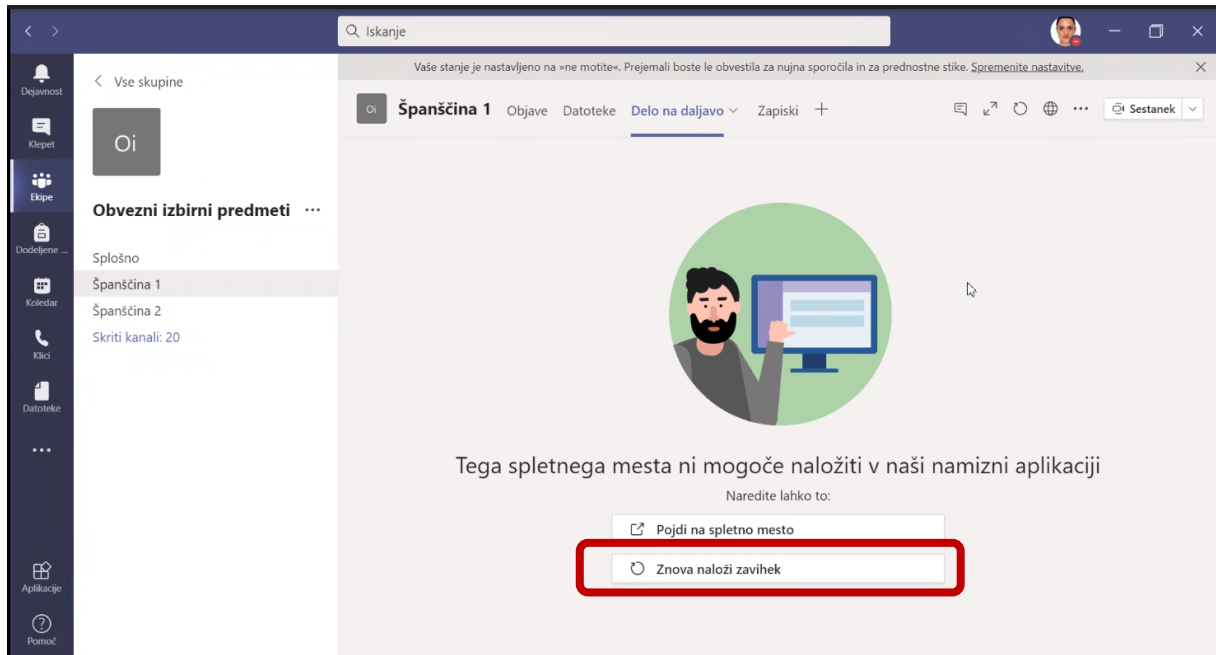 Iskanje
Dejavnost
Klepet
Ekipe
Dodeljene ...
Koledar
Klici
Datoteke
Aplikacije
Pomoč
Vse skupine
Oi
Obvezni izbirni predmeti ...
Splošno
Španščina 1
Španščina 2
Skriti kanali: 20
Vaše stanje je nastavljeno na »ne motite«. Prejemali boste le obvestila za nujna sporočila in za prednostne stike. Spremenite nastavitve.
Oi Španščina 1 Objave Datoteke Delo na daljavo Zapiski + ... Sestanek
Tega spletnega mesta ni mogoče naložiti v naši namizni aplikaciji
Naredite lahko to:
Pojdi na spletno mesto
Znova naloži zavihek